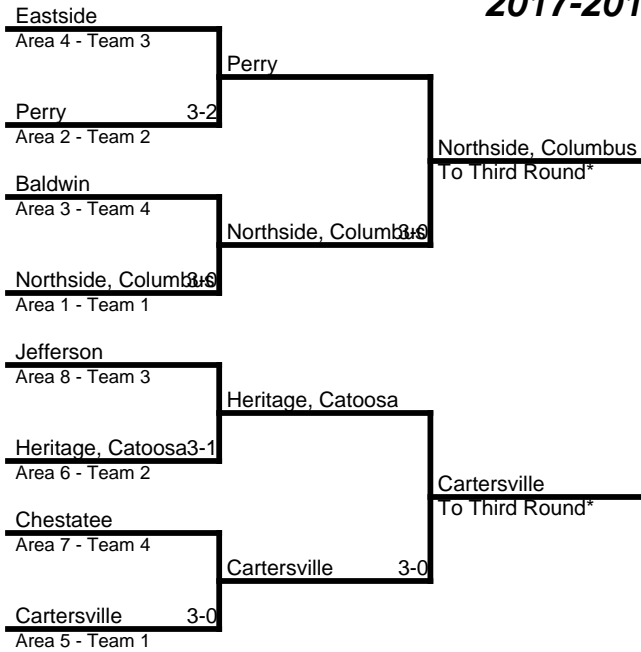 2017-201
Eastside
Area 4 - Team 3
Perry
Perry 3-2
Area 2 - Team 2
Northside, Columbus
To Third Round*
Baldwin
Area 3 - Team 4
Northside, Columbus 3-0
Northside, Columbus 3-0
Area 1 - Team 1
Jefferson
Area 8 - Team 3
Heritage, Catoosa
Heritage, Catoosa 3-1
Area 6 - Team 2
Cartersville
To Third Round*
Chestatee
Area 7 - Team 4
Cartersville 3-0
Cartersville 3-0
Area 5 - Team 1